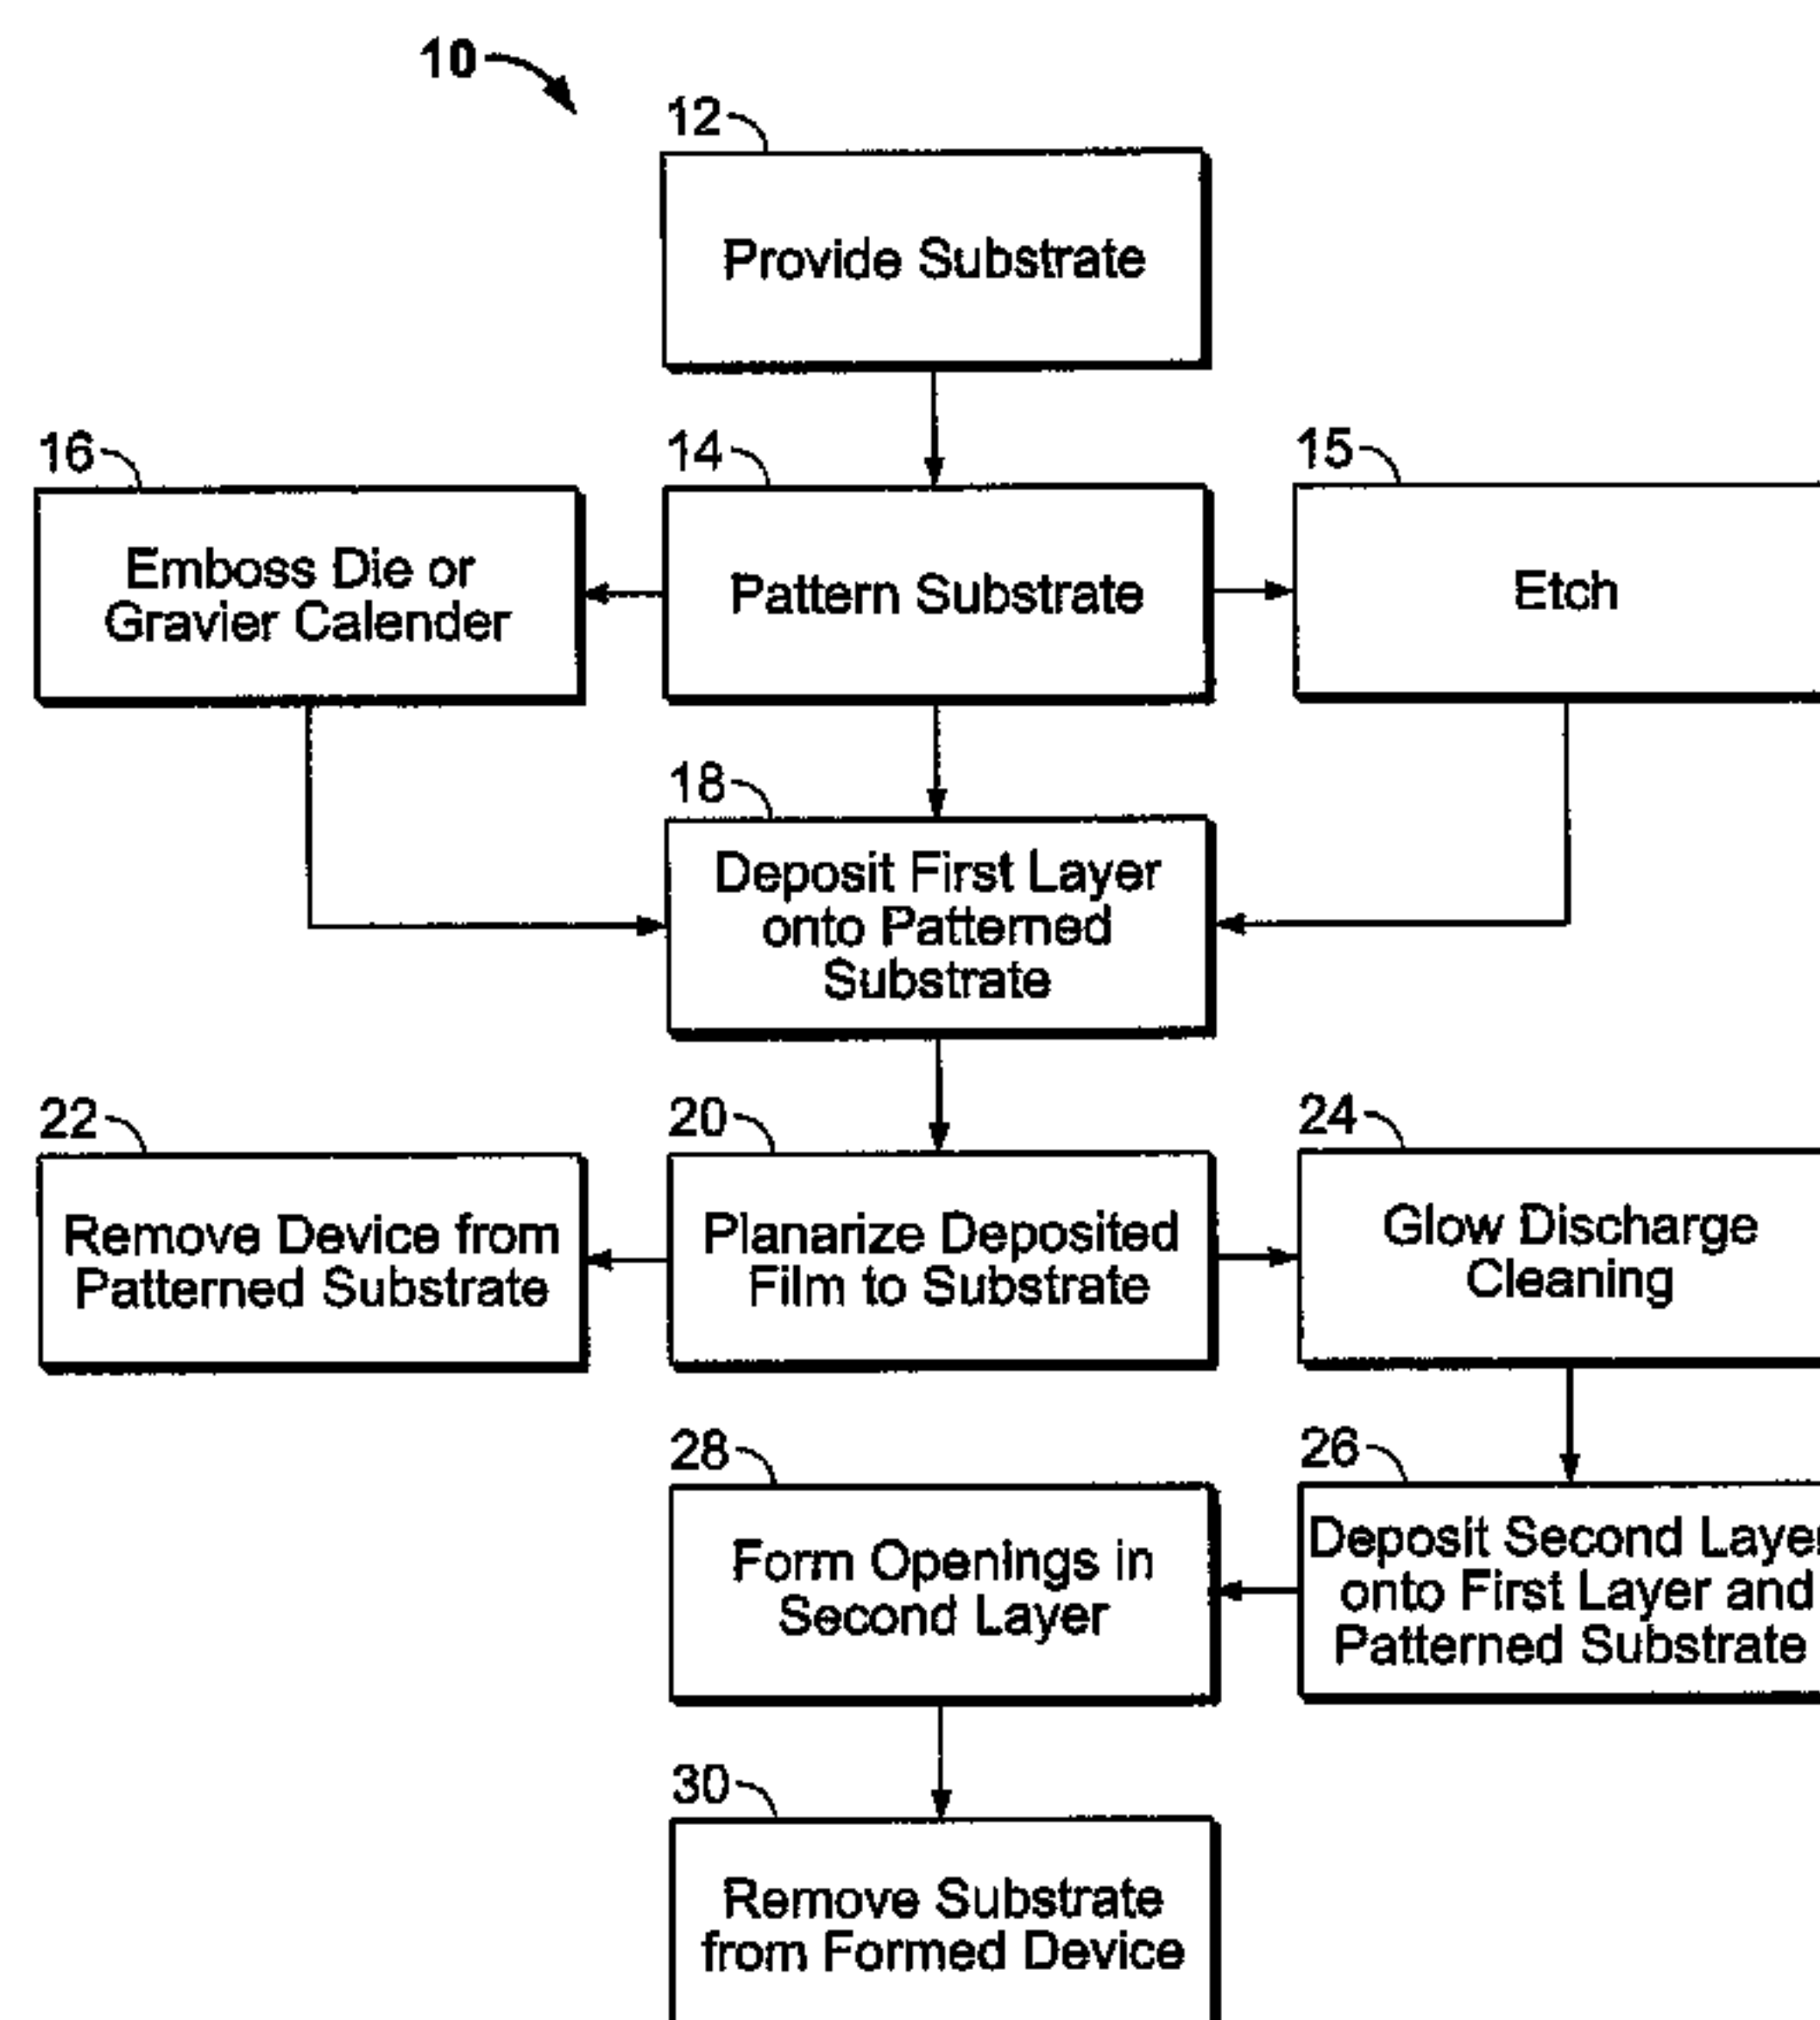 10
12
Provide Substrate
16
14
15
Emboss Die or
Gravier Calender
Pattern Substrate
Etch
18
Deposit First Layer
onto Patterned
Substrate
22
20
24
Remove Device from
Patterned Substrate
Planarize Deposited
Film to Substrate
Glow Discharge
Cleaning
28
26
Form Openings in
Second Layer
Deposit Second Layer
onto First Layer and
Patterned Substrate
30
Remove Substrate
from Formed Device